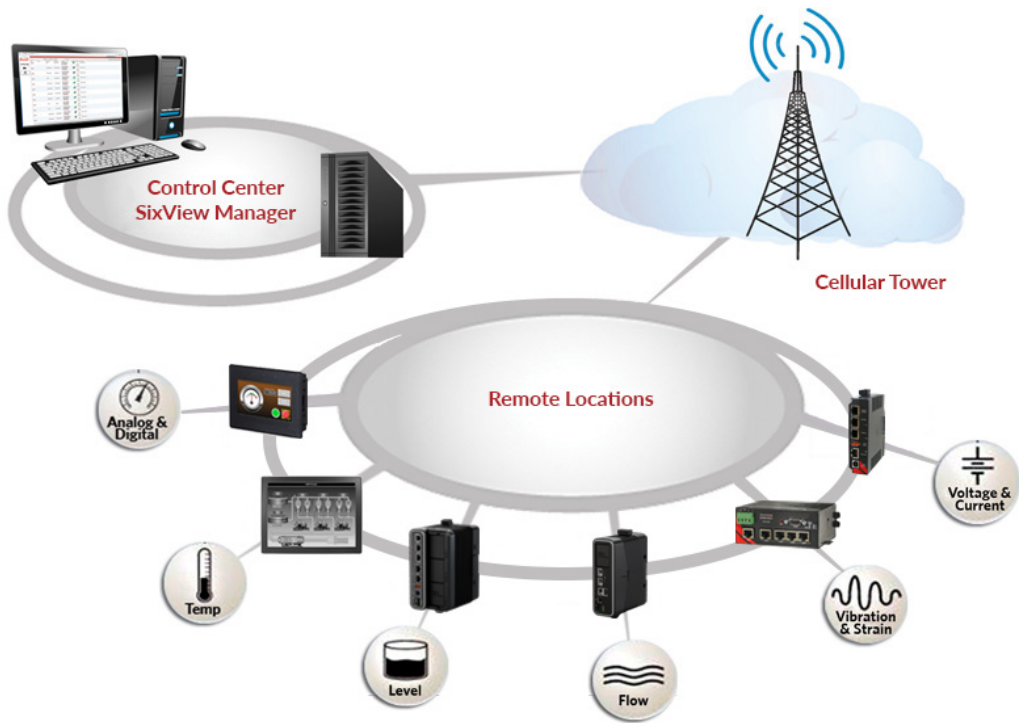 Control Center
SixView Manager
Cellular Tower
Remote Locations
Analog &
Digital
Voltage &
Current
Temp
Vibration
& Strain
Level
Flow